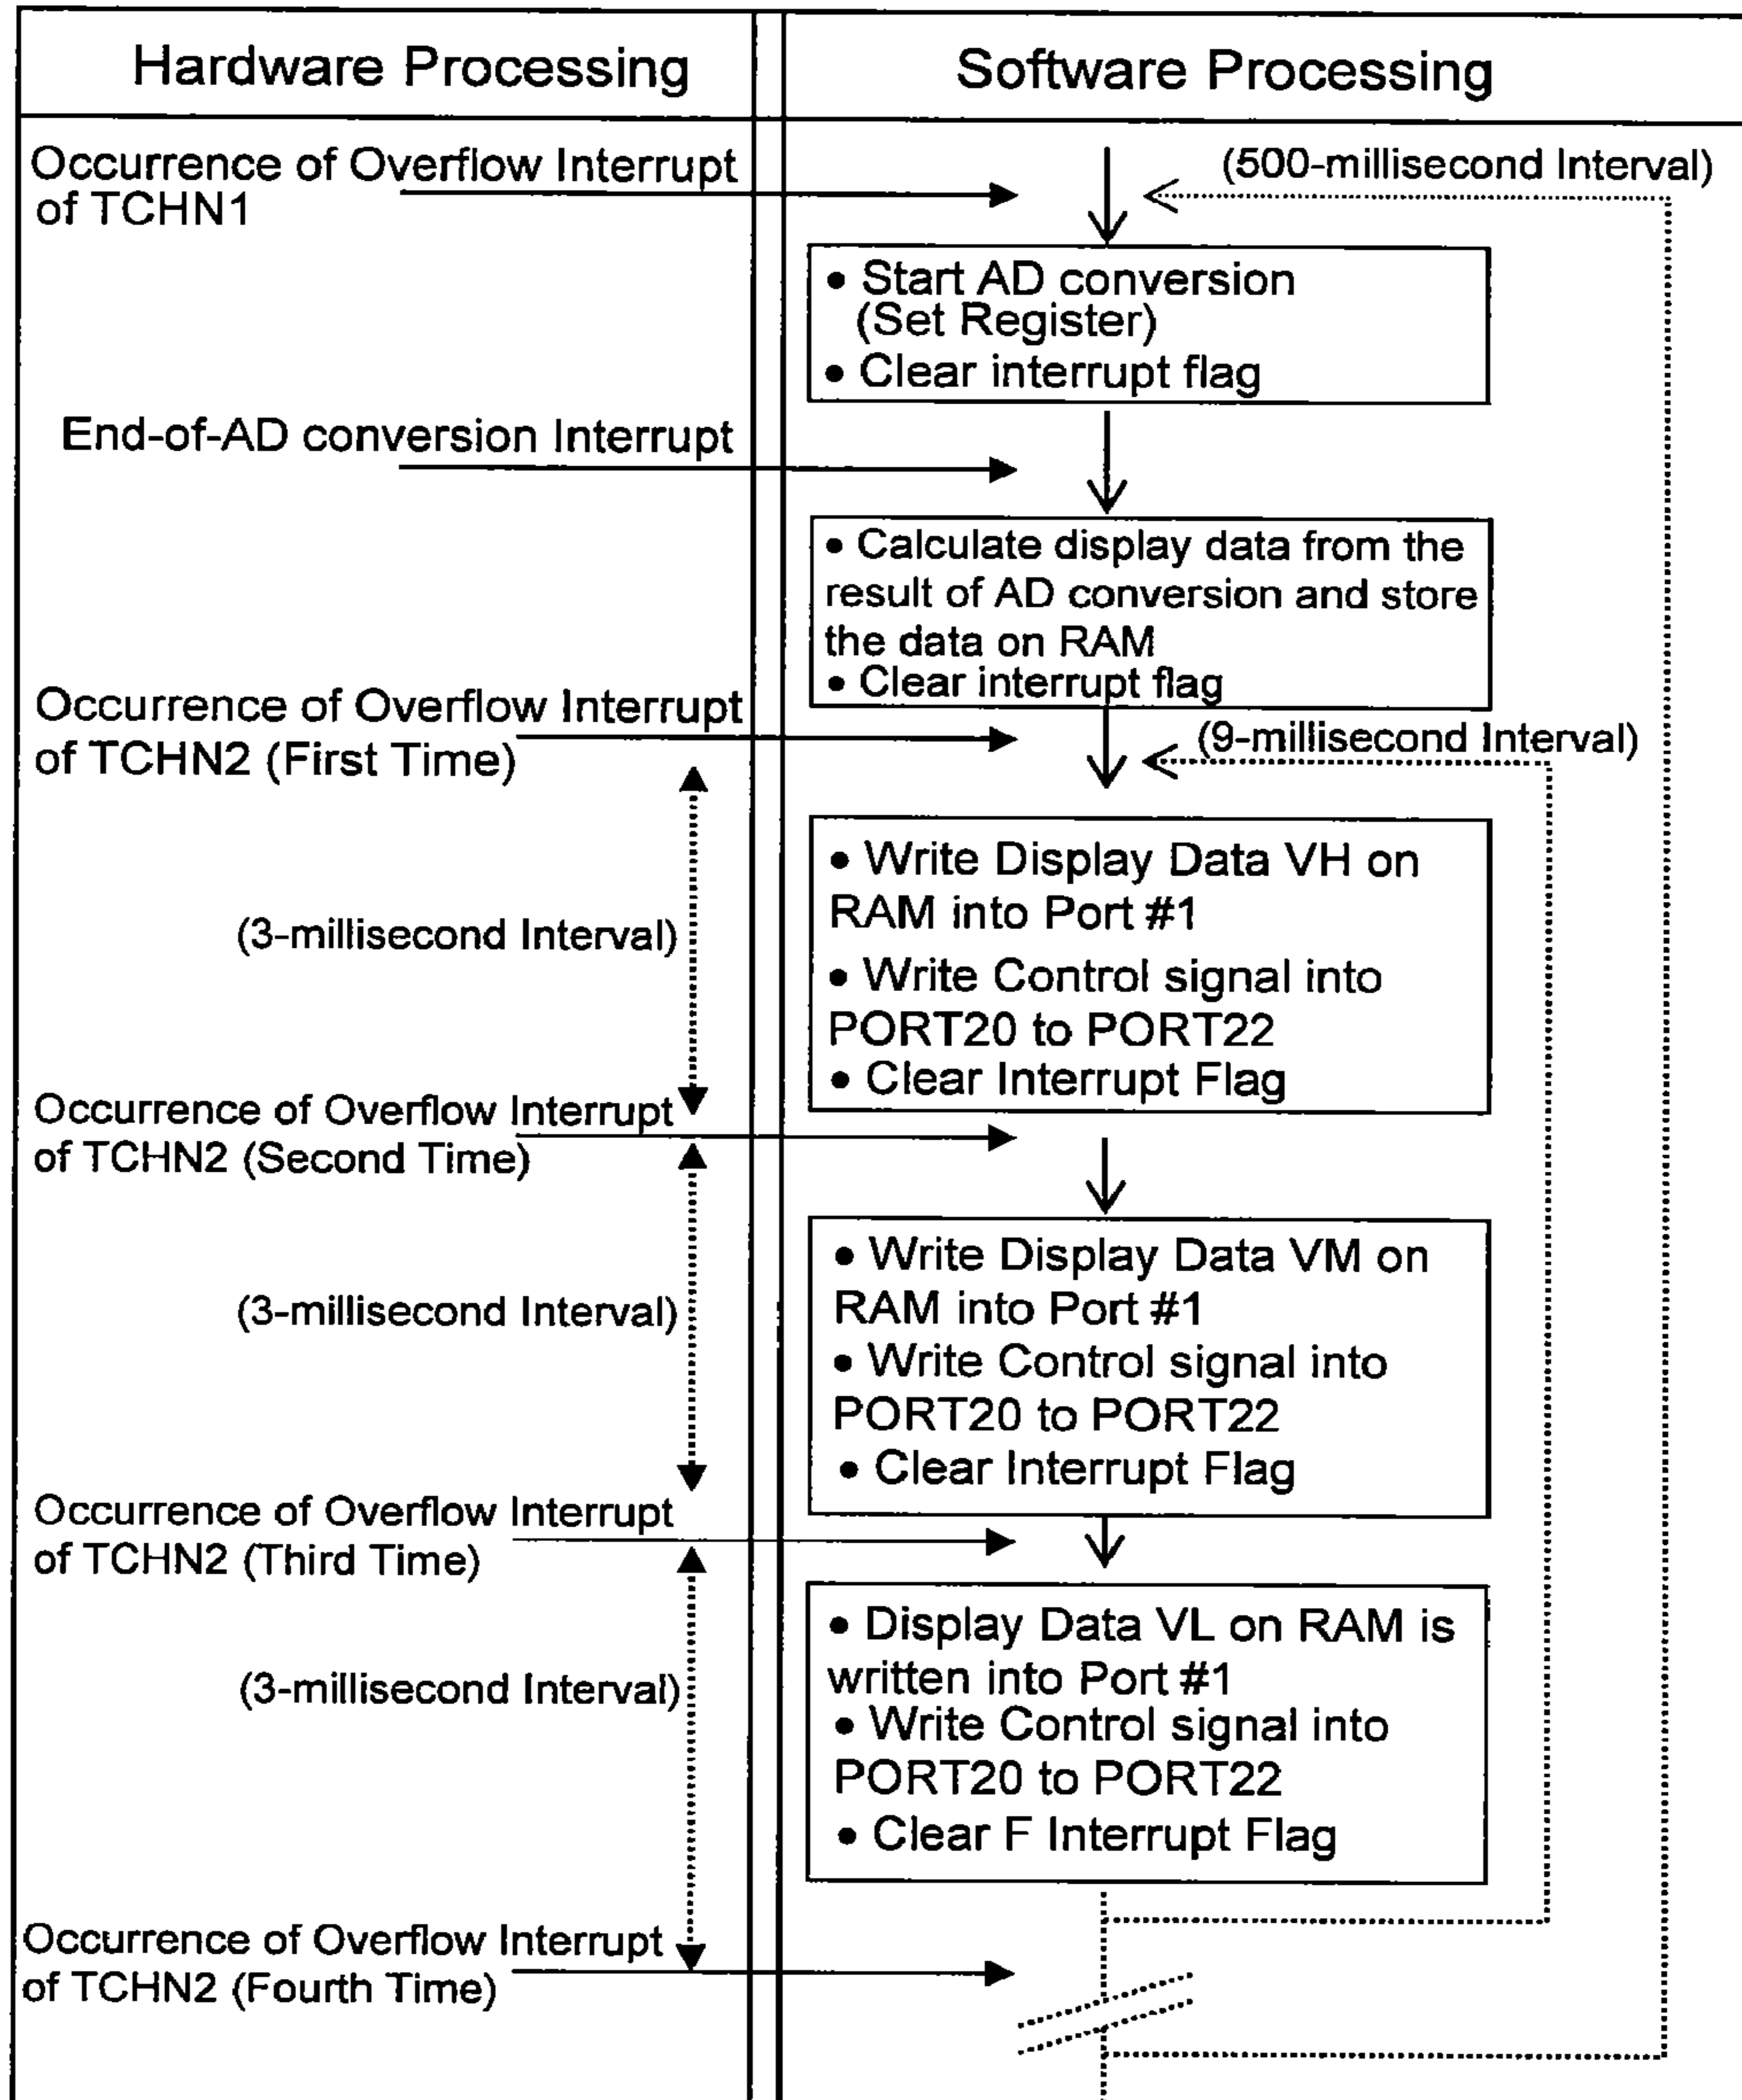 Hardware Processing
Software Processing
Occurrence of Overflow Interrupt
of TCHN1
(500-millisecond Interval)
● Start AD conversion
(Set Register)
● Clear interrupt flag
End-of-AD conversion Interrupt
● Calculate display data from the
result of AD conversion and store
the data on RAM
● Clear interrupt flag
Occurrence of Overflow Interrupt
of TCHN2 (First Time)
(9-millisecond Interval)
● Write Display Data VH on
RAM into Port #1
● Write Control signal into
PORT20 to PORT22
● Clear Interrupt Flag
(3-millisecond Interval)
Occurrence of Overflow Interrupt
of TCHN2 (Second Time)
● Write Display Data VM on
RAM into Port #1
● Write Control signal into
PORT20 to PORT22
● Clear Interrupt Flag
(3-millisecond Interval)
Occurrence of Overflow Interrupt
of TCHN2 (Third Time)
● Display Data VL on RAM is
written into Port #1
● Write Control signal into
PORT20 to PORT22
● Clear F Interrupt Flag
(3-millisecond Interval)
Occurrence of Overflow Interrupt
of TCHN2 (Fourth Time)